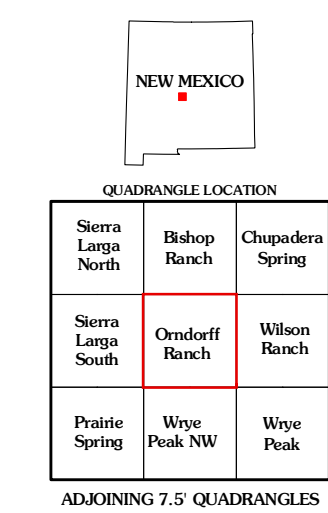 NEW MEXICO
QUADRANGLE LOCATION
Sierra
Larga
North
Bishop
Ranch
Chupadera
Spring
Sierra
Larga
South
Orndorff
Ranch
Wilson
Ranch
Prairie
Spring
Wrye
Peak NW
Wrye
Peak
ADJOINING 7.5' QUADRANGLES